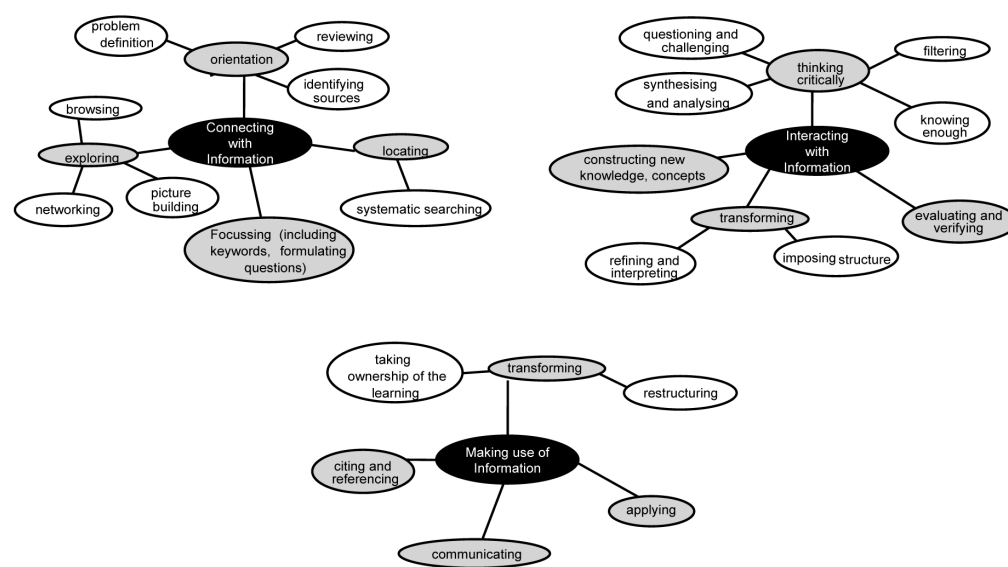 problem
definition
orientation
reviewing
identifying
sources
browsing
exploring
networking
picture
building
Connecting
with
Information
locating
systematic searching
Focussing (including
keywords, formulating
questions)
questioning and
challenging
thinking
critically
filtering
synthesising
and analysing
knowing
enough
Interacting
with
Information
constructing new
knowledge, concepts
transforming
evaluating and
verifying
refining and
interpreting
imposing structure
taking
ownership of the
learning
transforming
restructuring
Making use of
Information
citing and
referencing
applying
communicating